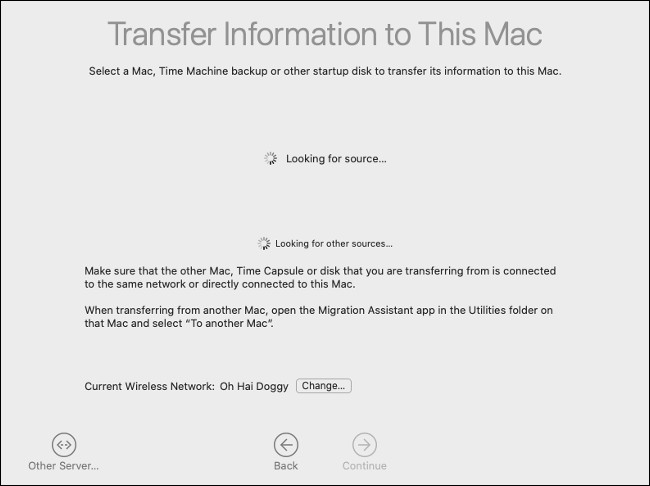 Transfer Information to This Mac
Select a Mac, Time Machine backup or other startup disk to transfer its information to this Mac.
Looking for source...
Looking for other sources...
Make sure that the other Mac, Time Capsule or disk that you are transferring from is connected
to the same network or directly connected to this Mac.
When transferring from another Mac, open the Migration Assistant app in the Utilities folder on
that Mac and select “To another Mac”.
Current Wireless Network: Oh Hai Doggy Change...
Other Server... Back Continue